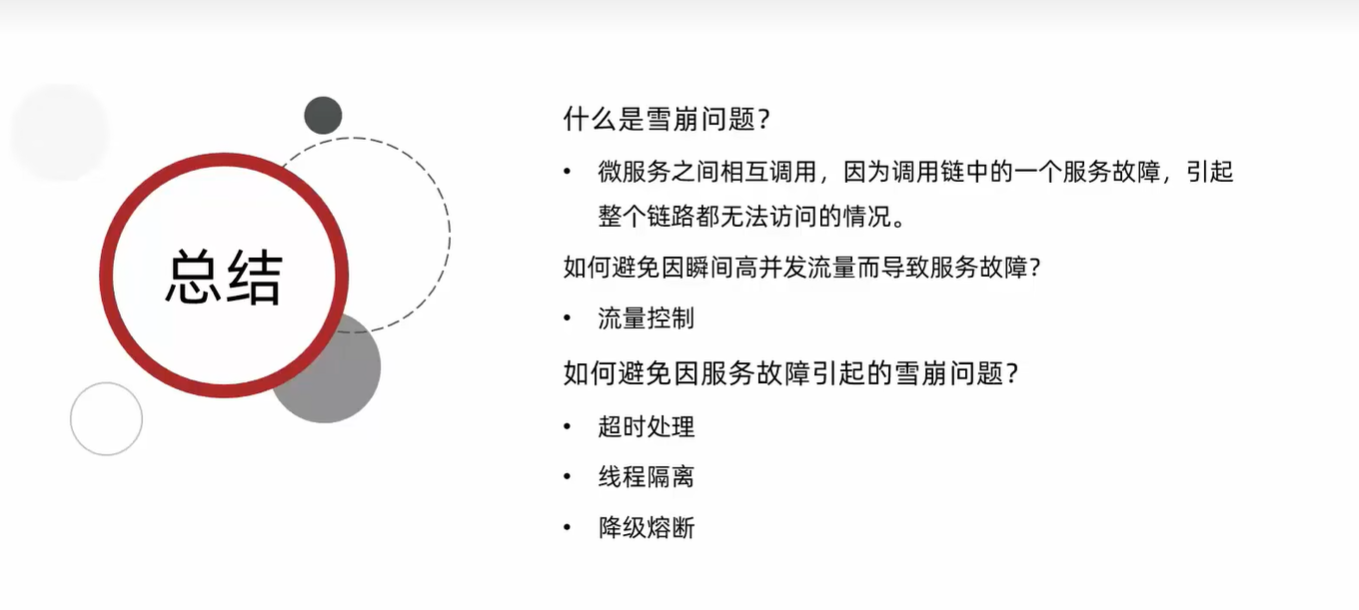 总结
什么是雪崩问题？
• 微服务之间相互调用，因为调用链中的一个服务故障，引起
整个链路都无法访问的情况。
如何避免因瞬间高并发流量而导致服务故障？
• 流量控制
如何避免因服务故障引起的雪崩问题？
• 超时处理
• 线程隔离
• 降级熔断